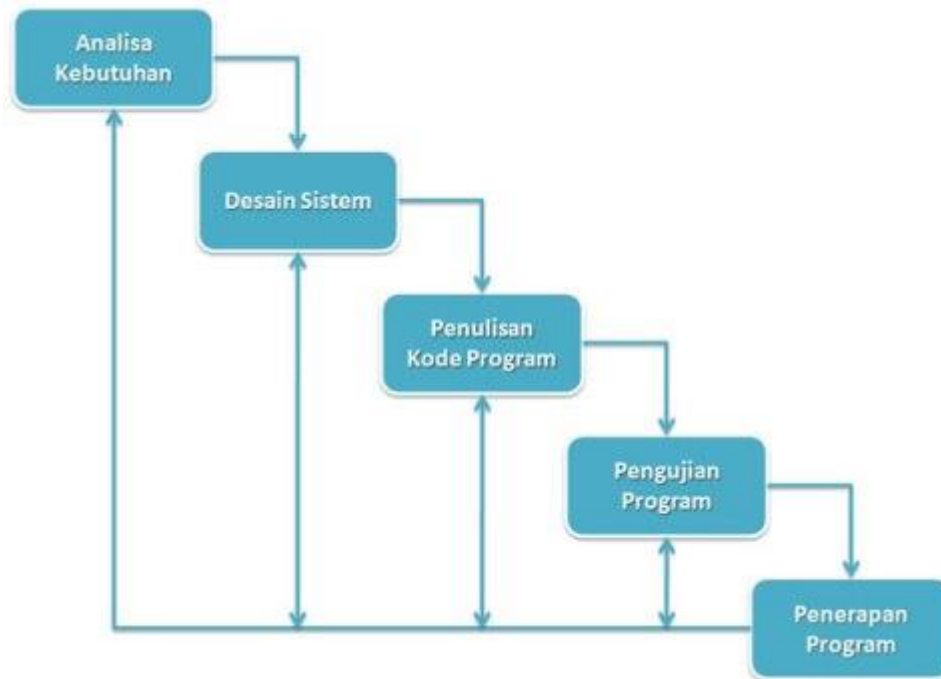 Analisa
Kebutuhan
Desain Sistem
Penulisan
Kode Program
Pengujian
Program
Penerapan
Program